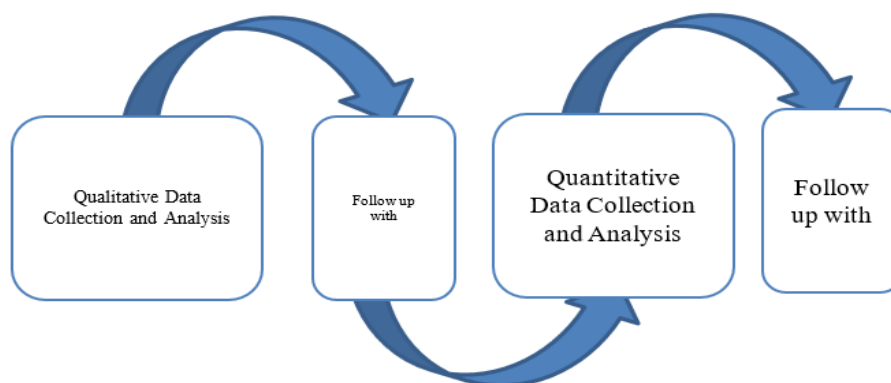 Qualitative Data
Collection and Analysis
Follow up
with
Quantitative
Data Collection
and Analysis
Follow
up with